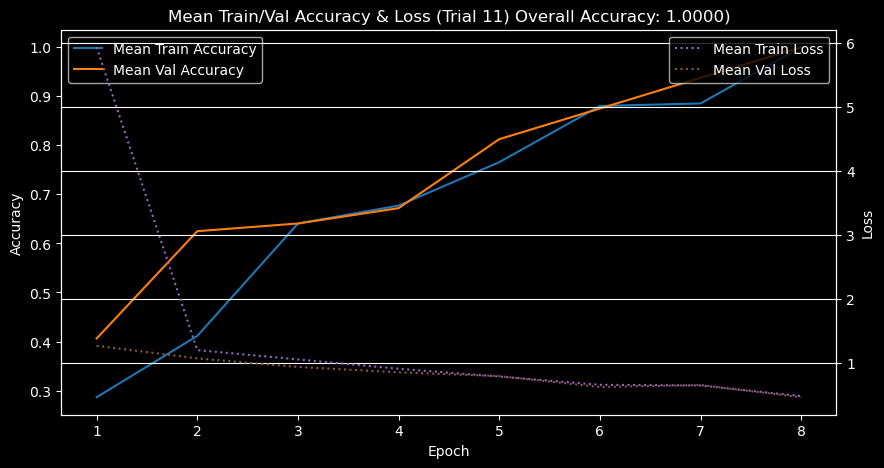 Mean Train/Val Accuracy & Loss (Trial 11) Overall Accuracy: 1.0000)
Mean Train Accuracy
Mean Val Accuracy
Mean Train Loss
Mean Val Loss
Accuracy
1.0
0.9
0.8
0.7
0.6
0.5
0.4
0.3
6
5
4
3
2
1
Loss
1 2 3 4 5 6 7 8
Epoch